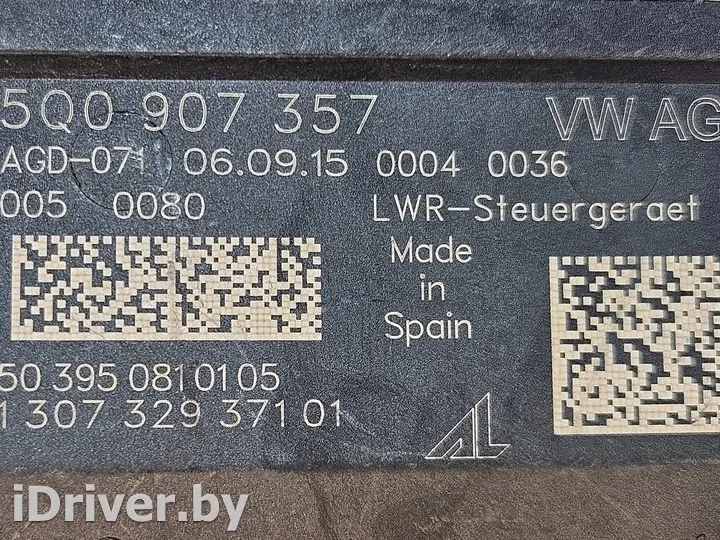 5Q0 907 357 VW AG
AGD-071 06.09.15 0004 0036
005 0080 LWR-Steuergeraet
Made
in
Spain
50 395 081 01 05
1 307 329 371 01
AL
iDriver.by